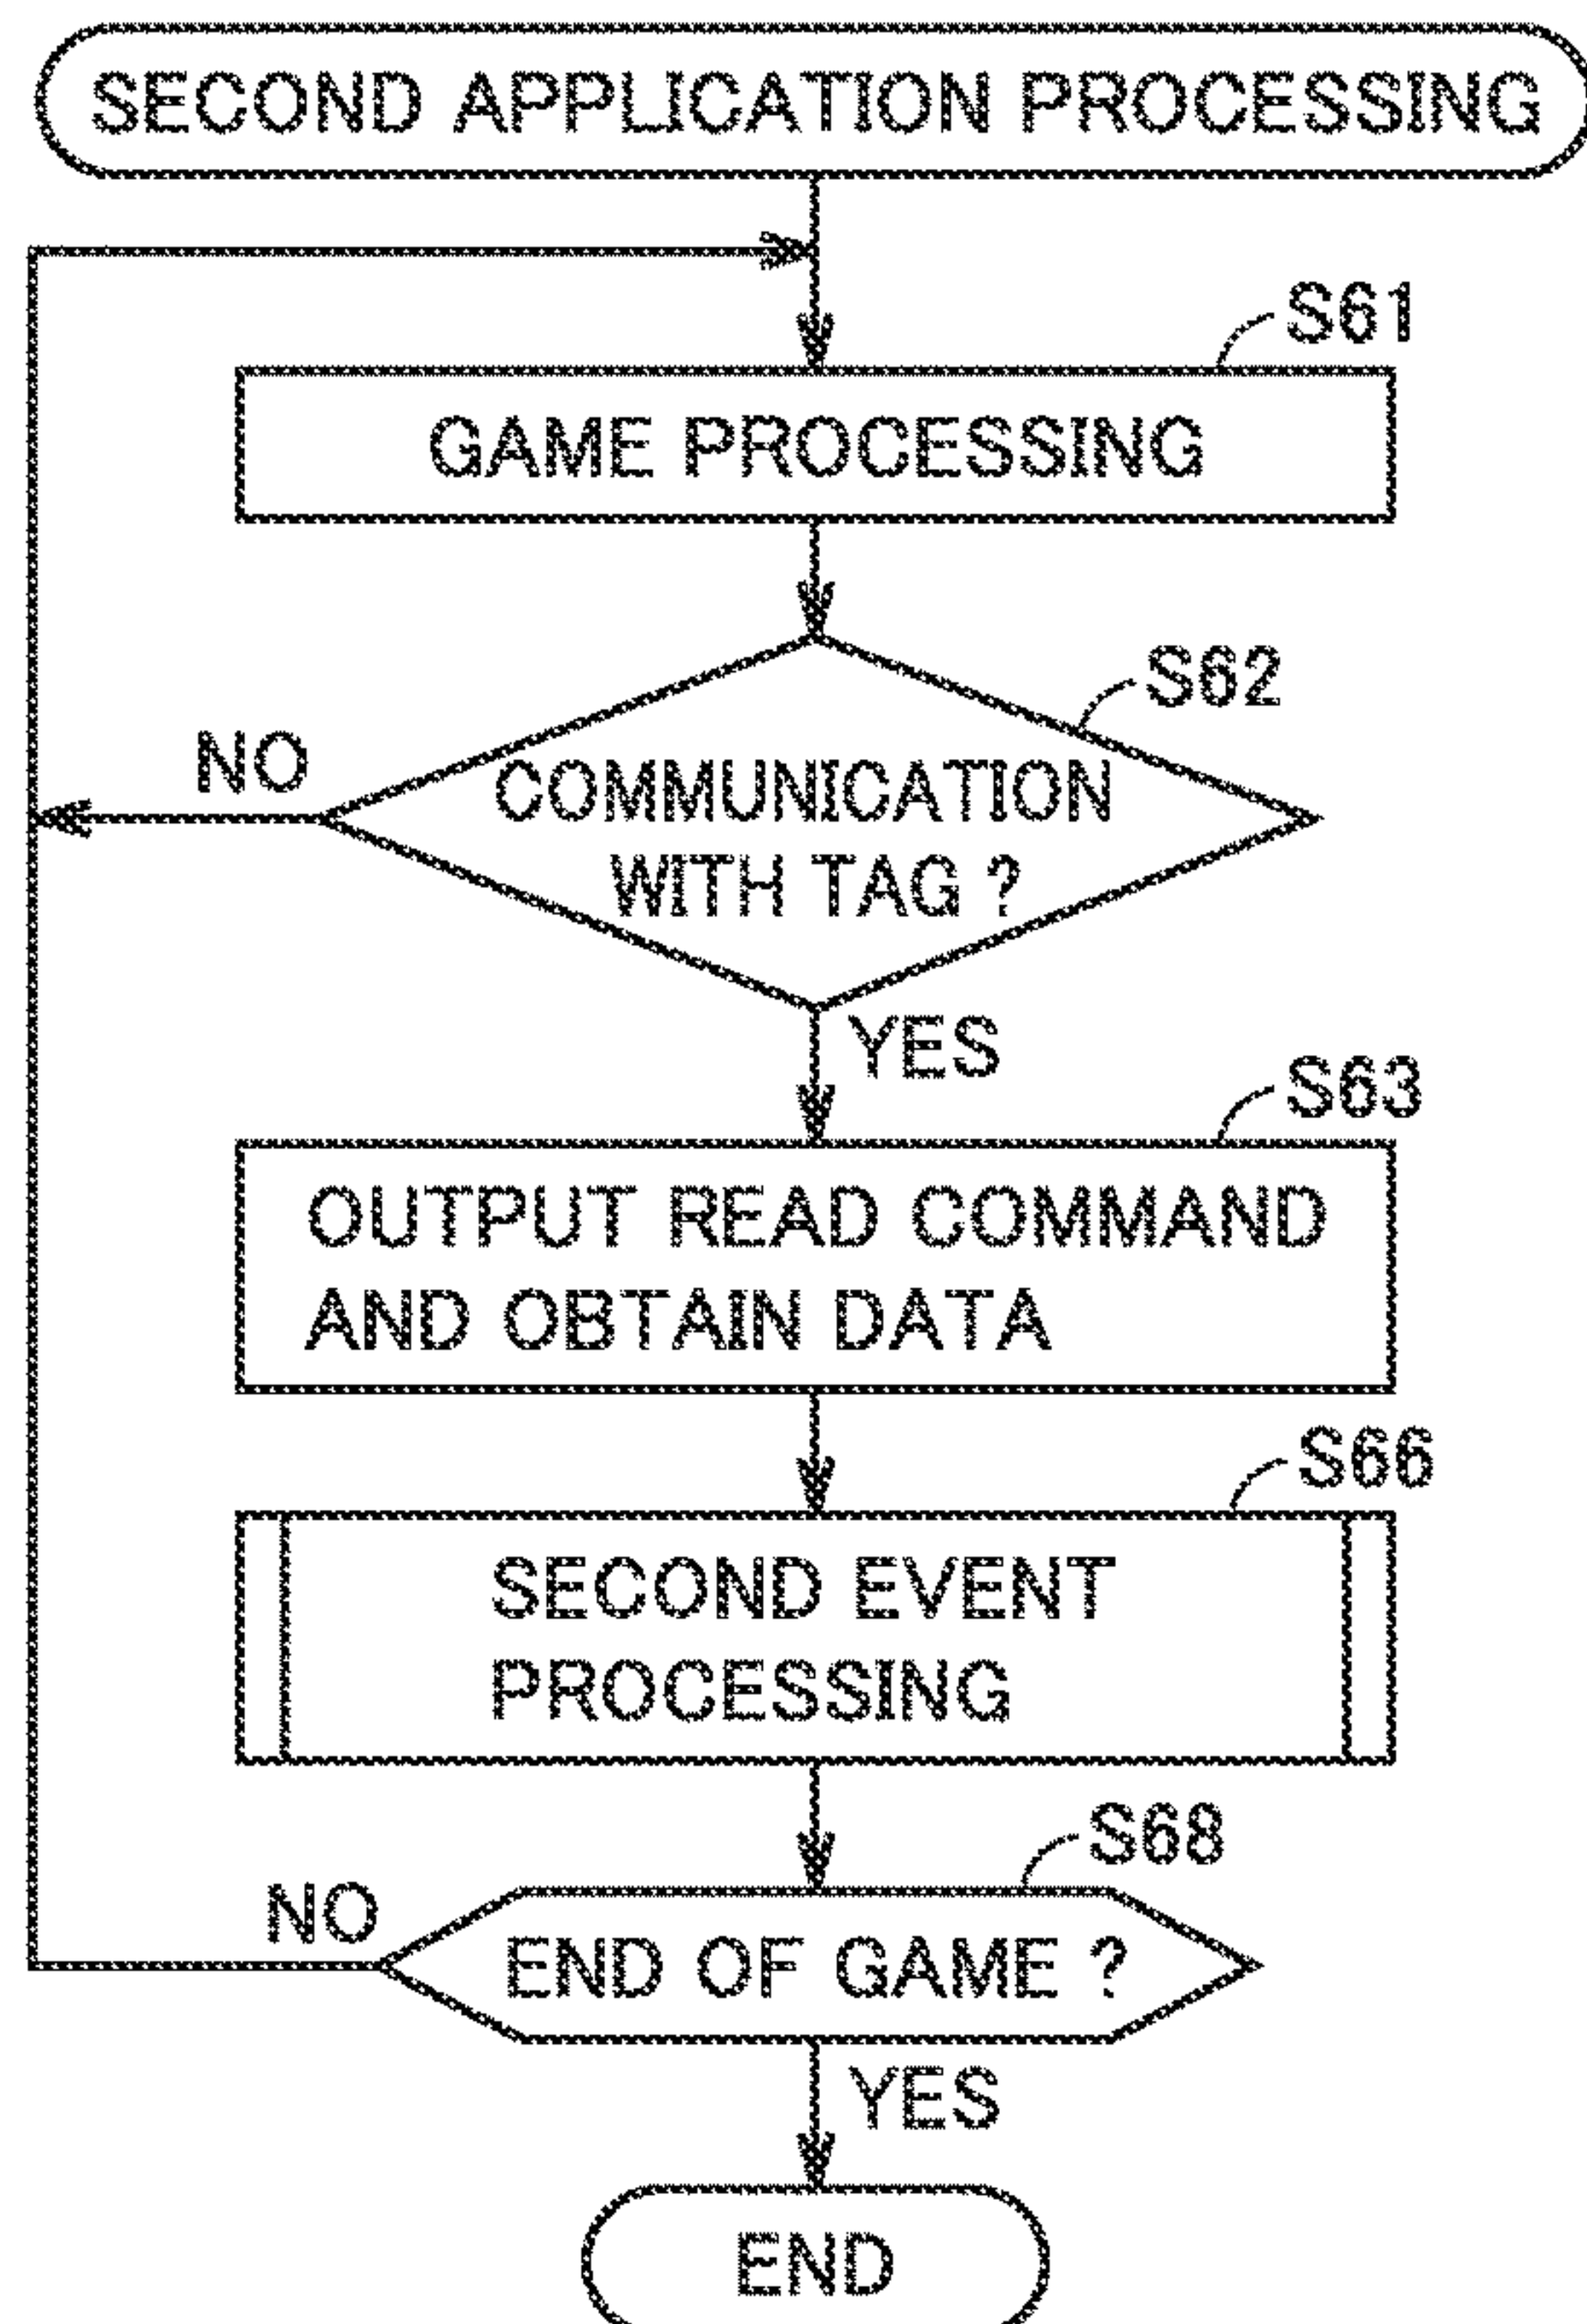 SECOND APPLICATION PROCESSING
S61
GAME PROCESSING
S62
NO
COMMUNICATION
WITH TAG ?
YES
S63
OUTPUT READ COMMAND
AND OBTAIN DATA
S66
SECOND EVENT
PROCESSING
S68
NO
END OF GAME ?
YES
END